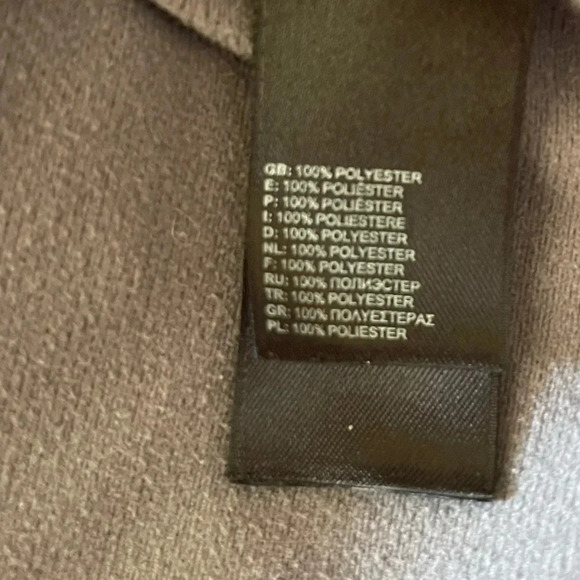 GB: 100% POLYESTER
E: 100% POLIÉSTER
P: 100% POLIÉSTER
I: 100% POLIESTERE
D: 100% POLYESTER
NL: 100% POLYESTER
F: 100% POLYESTER
RU: 100% ПОЛИЭСТЕР
TR: 100% POLYESTER
GR: 100% ΠΟΛΥΕΣΤΕΡΑΣ
PL: 100% POLIESTER